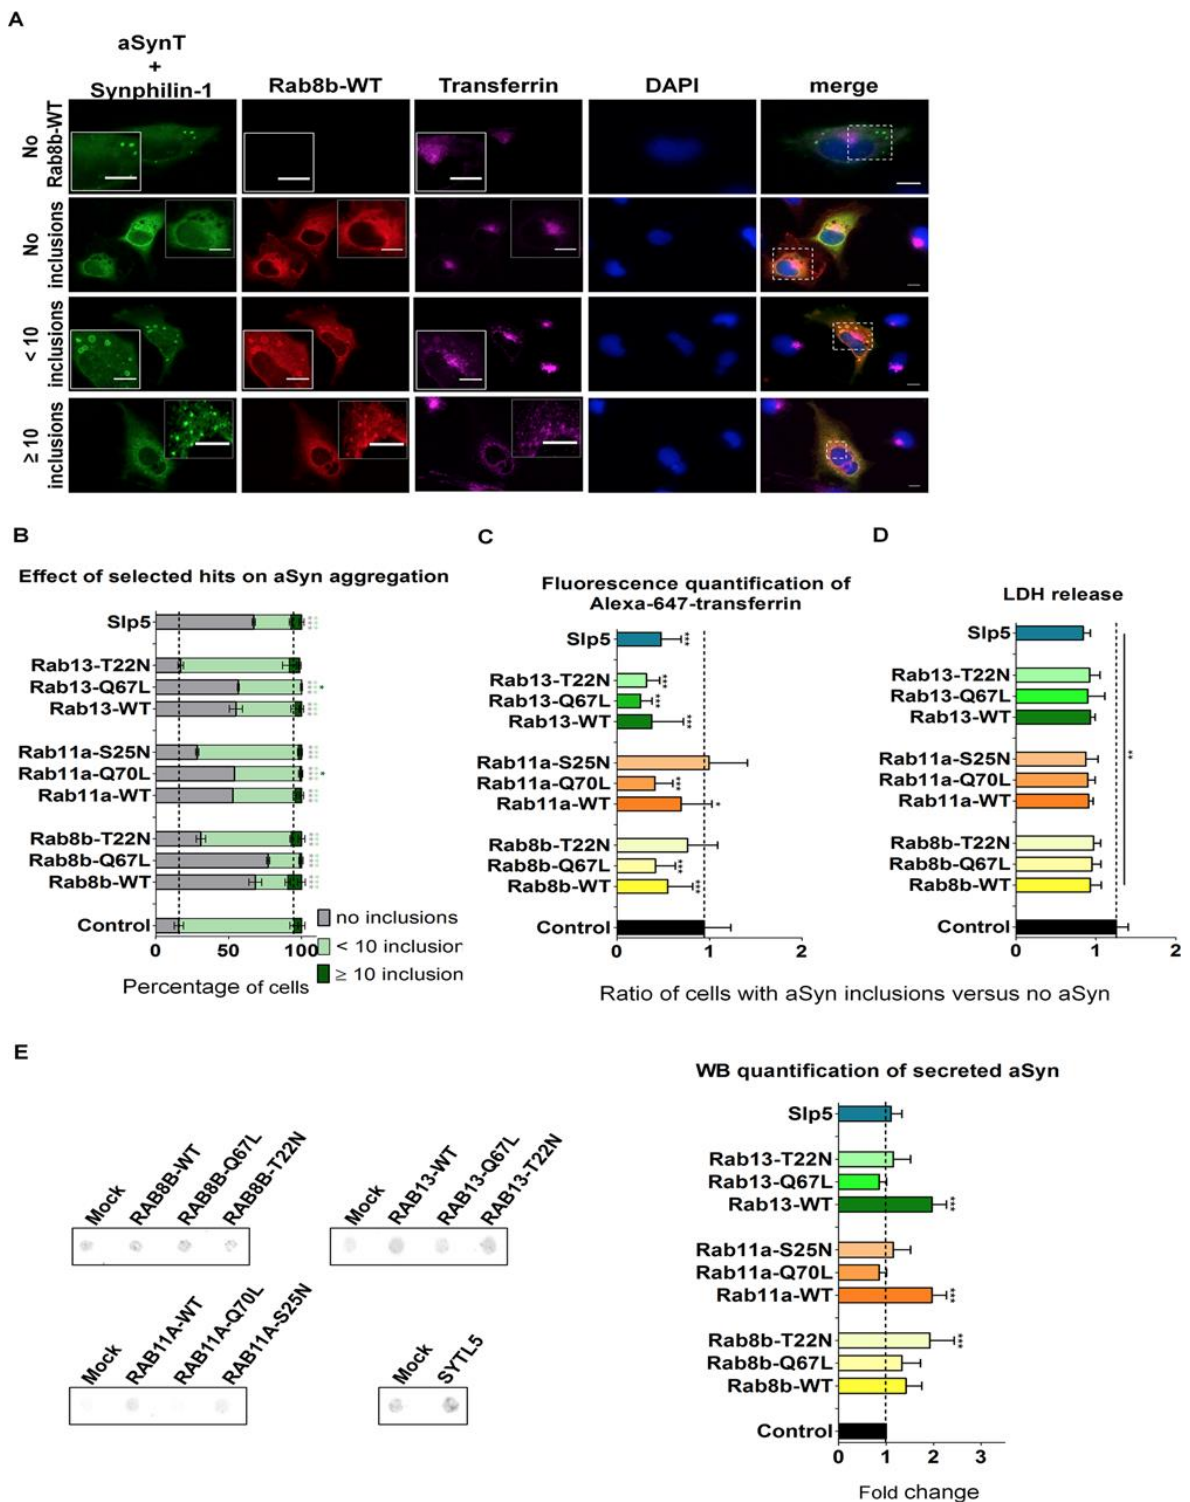 A
aSynT
+
Synphilin-1
Rab8b-WT
Transferrin
DAPI
merge
No
Rab8b-WT
No
inclusions
< 10
inclusions
≥ 10
inclusions
B
Effect of selected hits on aSyn aggregation
Slp5
Rab13-T22N
Rab13-Q67L
Rab13-WT
Rab11a-S25N
Rab11a-Q70L
Rab11a-WT
Rab8b-T22N
Rab8b-Q67L
Rab8b-WT
Control
0 50 100
Percentage of cells
no inclusions
< 10 inclusion
≥ 10 inclusion
C
Fluorescence quantification of
Alexa-647-transferrin
Slp5 ***
Rab13-T22N ***
Rab13-Q67L ***
Rab13-WT ***
Rab11a-S25N
Rab11a-Q70L ***
Rab11a-WT *
Rab8b-T22N
Rab8b-Q67L ***
Rab8b-WT ***
Control
0 1 2
D
LDH release
Slp5
Rab13-T22N
Rab13-Q67L
Rab13-WT
Rab11a-S25N
Rab11a-Q70L
Rab11a-WT
Rab8b-T22N
Rab8b-Q67L
Rab8b-WT
Control
**
0 1 2
Ratio of cells with aSyn inclusions versus no aSyn
E
Mock RAB8B-WT RAB8B-Q67L RAB8B-T22N
Mock RAB13-WT RAB13-Q67L RAB13-T22N
Mock RAB11A-WT RAB11A-Q70L RAB11A-S25N
Mock SYTL5
WB quantification of secreted aSyn
Slp5
Rab13-T22N
Rab13-Q67L
Rab13-WT ***
Rab11a-S25N
Rab11a-Q70L
Rab11a-WT ***
Rab8b-T22N ***
Rab8b-Q67L
Rab8b-WT
Control
0 1 2 3
Fold change